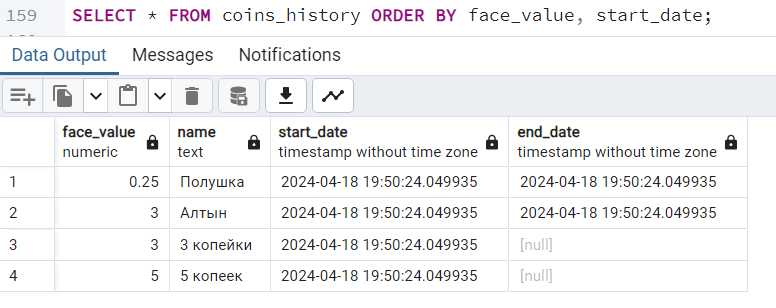 159 SELECT * FROM coins_history ORDER BY face_value, start_date;
Data Output Messages Notifications
face_value name start_date end_date
numeric text timestamp without time zone timestamp without time zone
1 0.25 Полушка 2024-04-18 19:50:24.049935 2024-04-18 19:50:24.049935
2 3 Алтын 2024-04-18 19:50:24.049935 2024-04-18 19:50:24.049935
3 3 3 копейки 2024-04-18 19:50:24.049935 [null]
4 5 5 копеек 2024-04-18 19:50:24.049935 [null]